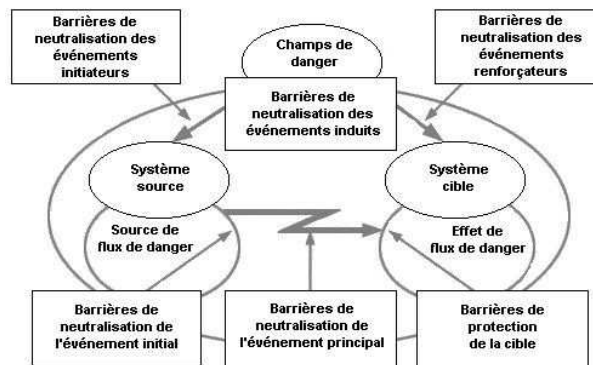 Barrières de
neutralisation des
événements
initiateurs
Champs de
danger
Barrières de
neutralisation des
événements
renforçateurs
Barrières de
neutralisation des
événements induits
Système
source
Système
cible
Source de
flux de danger
Effet de
flux de danger
Barrières de
neutralisation de
l'événement initial
Barrières de
neutralisation de
l'événement principal
Barrières de
protection
de la cible